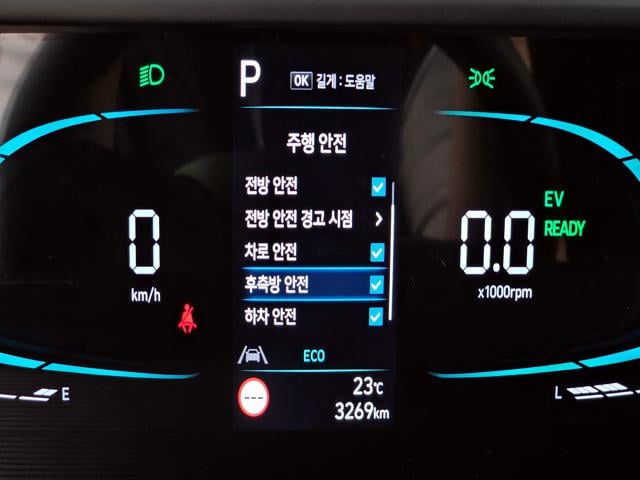 P
OK 길게 : 도움말
주행 안전
전방 안전
전방 안전 경고 시점
차로 안전
후측방 안전
하차 안전
0
km/h
0.0
x1000rpm
EV
READY
ECO
---
23℃
3269km
E
L